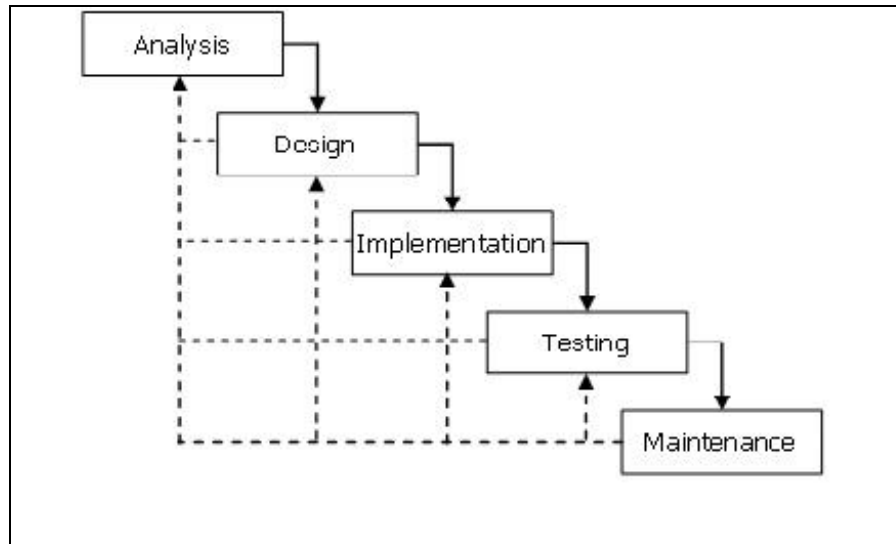 Analysis
Design
Implementation
Testing
Maintenance